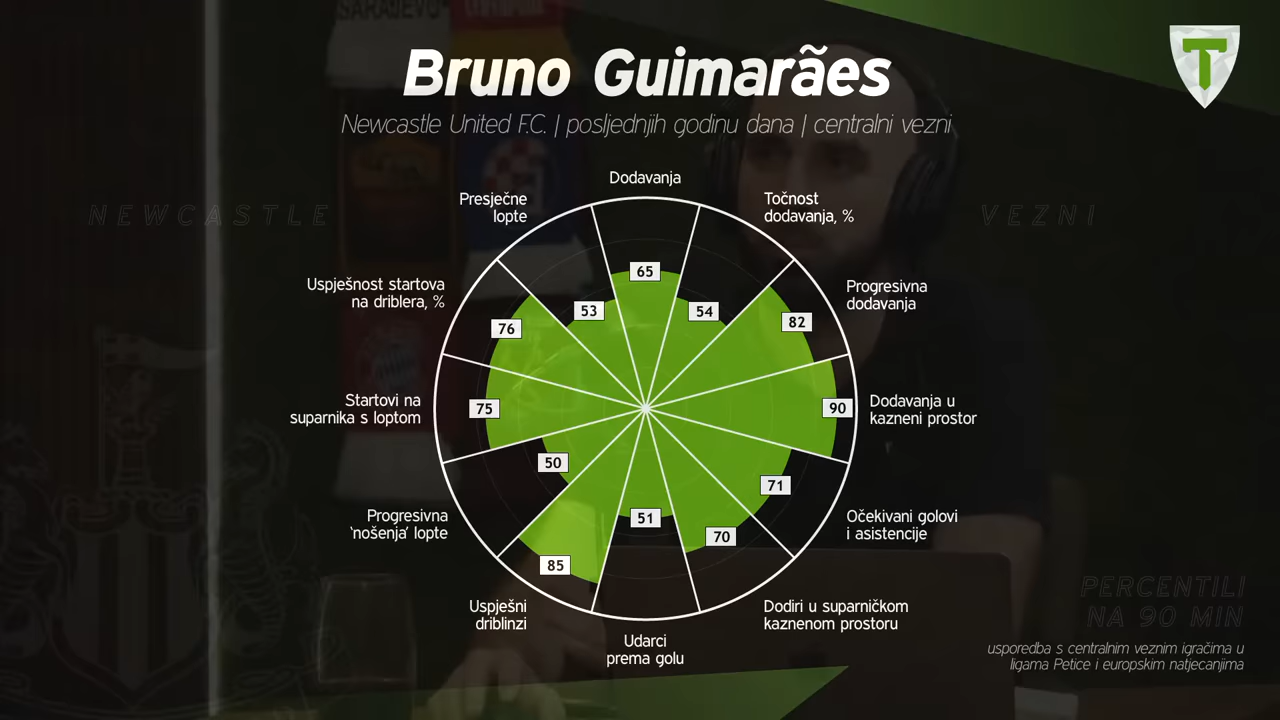 SARAJEVO
Bruno Guimarães
Newcastle United F.C. | posljednjih godinu dana | centralni vezni
T
NEWCASTLE
VEZNI
Dodavanja
Točnost
dodavanja, %
Progresivna
dodavanja
Dodavanja u
kazneni prostor
Očekivani golovi
i asistencije
Dodiri u suparničkom
kaznenom prostoru
Udarci
prema golu
Uspješni
driblinzi
Progresivna
'nošenja' lopte
Startovi na
suparnika s loptom
Uspješnost startova
na driblera, %
Presječne
lopte
65
54
82
90
71
70
51
85
50
75
76
53
PERCENTILI
NA 90 MIN
usporedba s centralnim veznim igračima u
ligama Petice i europskim natjecanjima